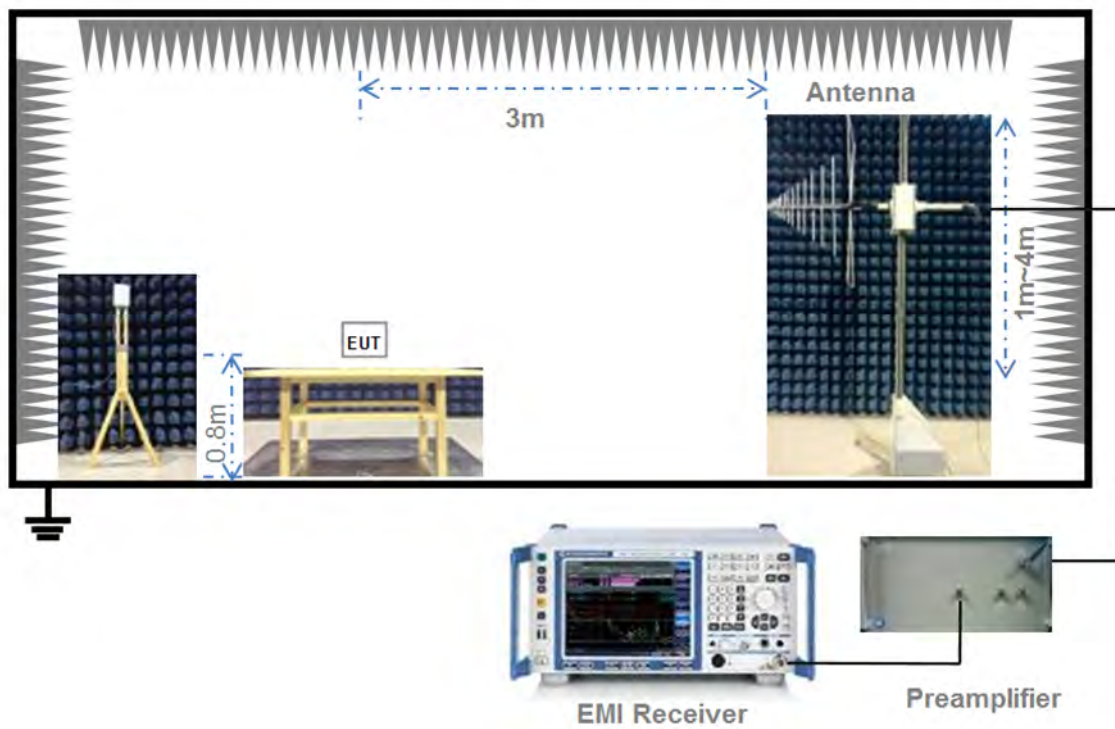 Antenna
3m
1m~4m
EUT
0.8m
EMI Receiver
Preamplifier